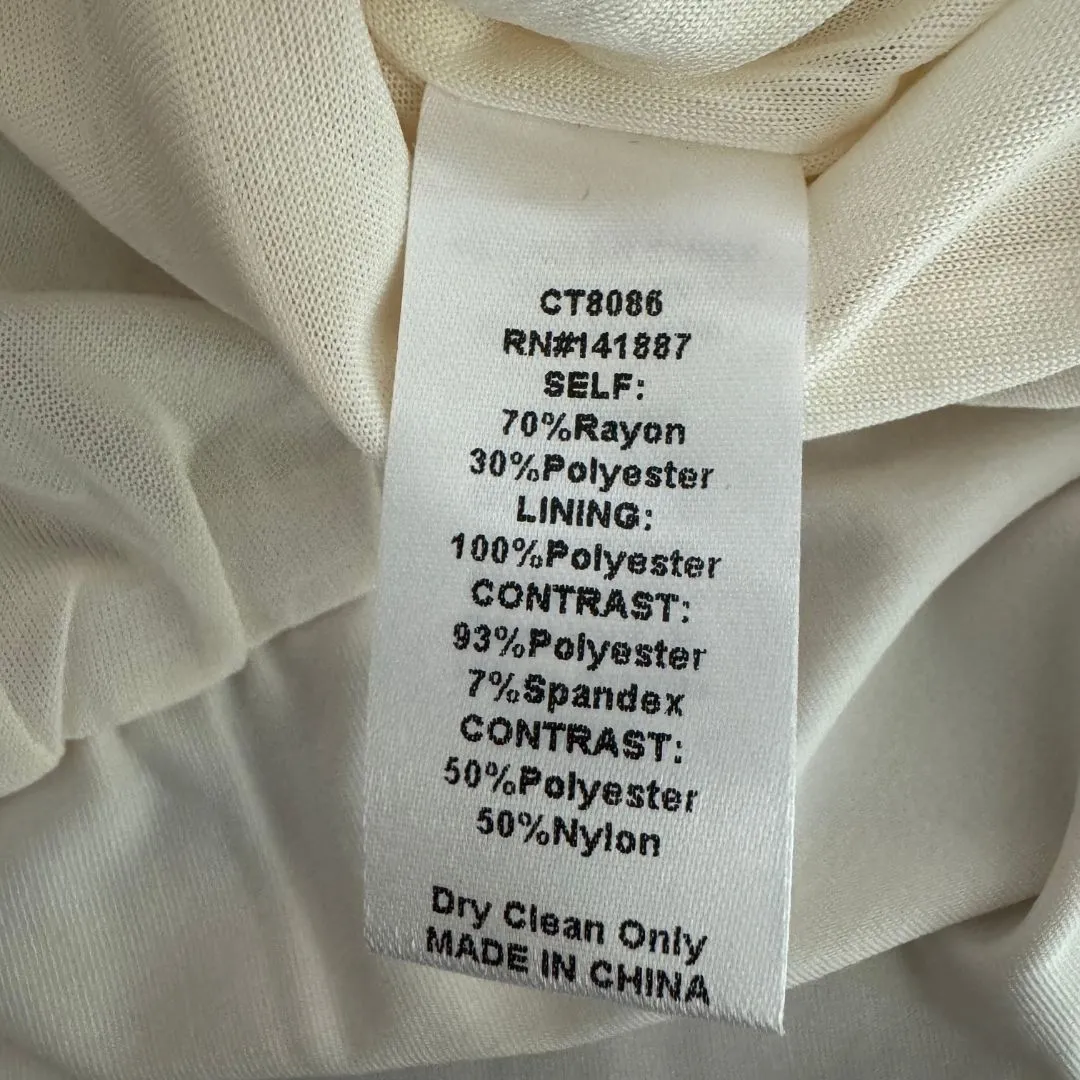 CT8086
RN#141887
SELF:
70%Rayon
30%Polyester
LINING:
100%Polyester
CONTRAST:
93%Polyester
7%Spandex
CONTRAST:
50%Polyester
50%Nylon
Dry Clean Only
MADE IN CHINA